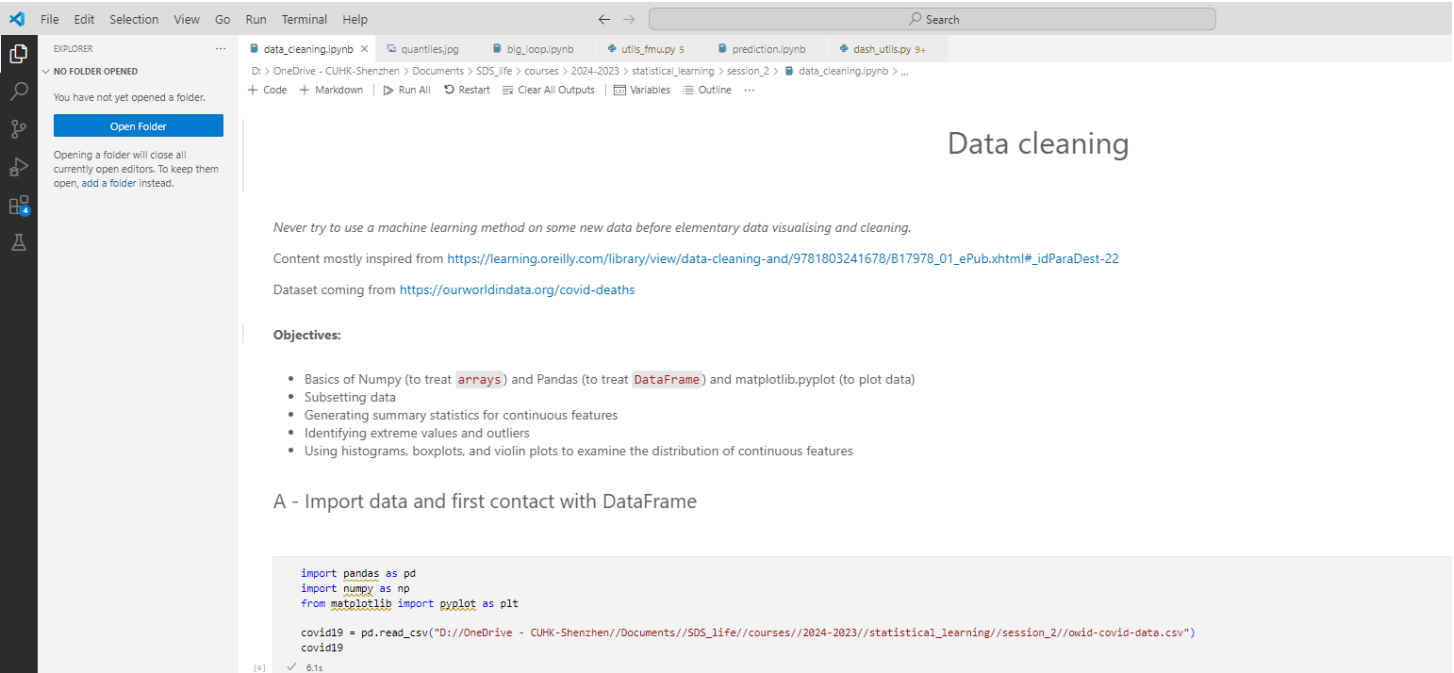 File Edit Selection View Go Run Terminal Help
Search
EXPLORER
NO FOLDER OPENED
You have not yet opened a folder.
Open Folder
Opening a folder will close all
currently open editors. To keep them
open, add a folder instead.
4
data_cleaning.ipynb
quantiles.jpg
big_loop.ipynb
utils_fmu.py 5
prediction.ipynb
dash_utils.py 9+
D: > OneDrive - CUHK-Shenzhen > Documents > SDS_life > courses > 2024-2023 > statistical_learning > session_2 > data_cleaning.ipynb > ...
+ Code + Markdown Run All Restart Clear All Outputs Variables Outline ...
Data cleaning
Never try to use a machine learning method on some new data before elementary data visualising and cleaning.
Content mostly inspired from https://learning.oreilly.com/library/view/data-cleaning-and/9781803241678/B17978_01_ePub.xhtml#_idParaDest-22
Dataset coming from https://ourworldindata.org/covid-deaths
Objectives:
• Basics of Numpy (to treat arrays) and Pandas (to treat DataFrame) and matplotlib.pyplot (to plot data)
• Subsetting data
• Generating summary statistics for continuous features
• Identifying extreme values and outliers
• Using histograms, boxplots, and violin plots to examine the distribution of continuous features
A - Import data and first contact with DataFrame
import pandas as pd
import numpy as np
from matplotlib import pyplot as plt
covid19 = pd.read_csv("D://OneDrive - CUHK-Shenzhen//Documents//SDS_life//courses//2024-2023//statistical_learning//session_2//owid-covid-data.csv")
covid19
[6] 6.1s